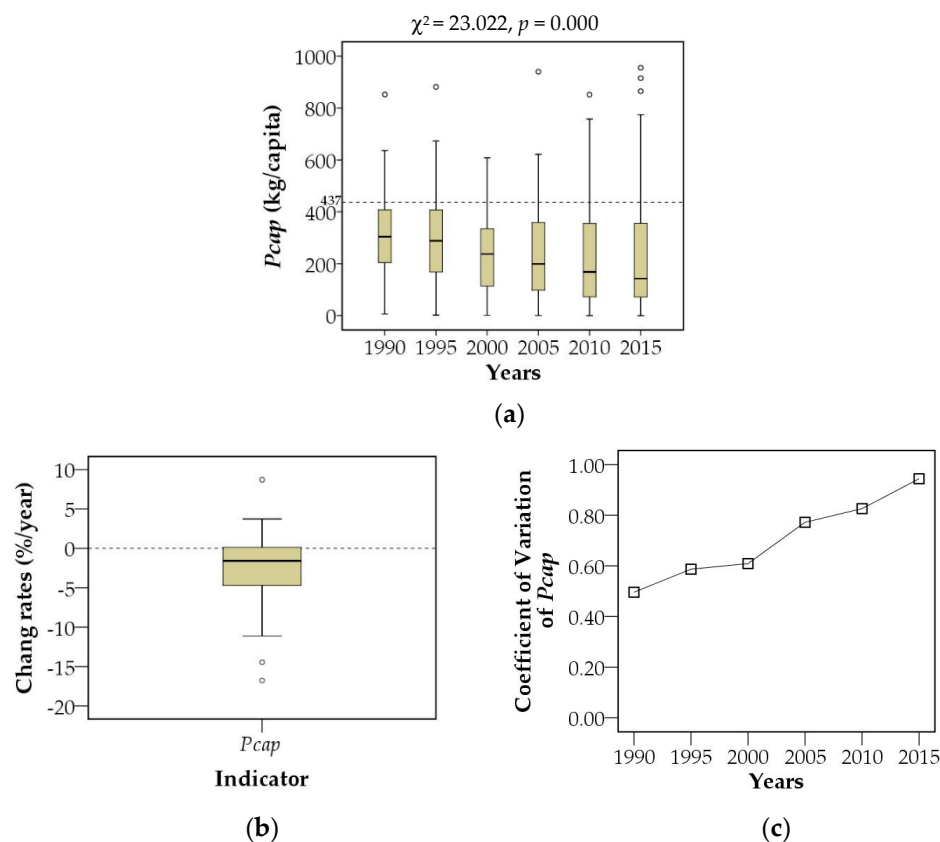 χ² = 23.022, p = 0.000
1000
800
600
437
400
200
0
Pcap (kg/capita)
1990 1995 2000 2005 2010 2015
Years
(a)
10
5
0
-5
-10
-15
-20
Chang rates (%/year)
Pcap
Indicator
(b)
1.00
0.80
0.60
0.40
0.20
0.00
Coefficient of Variation
of Pcap
1990 1995 2000 2005 2010 2015
Years
(c)